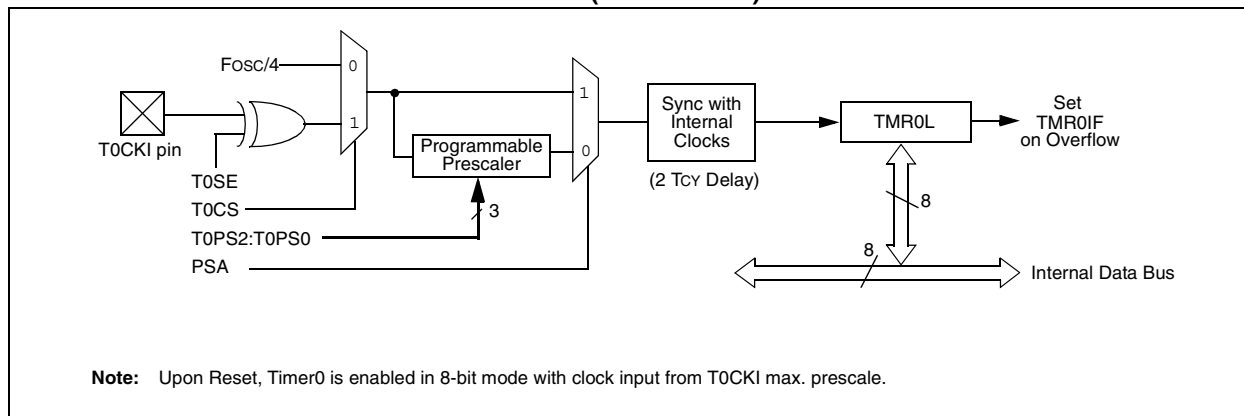 FOSC/4
0
1
T0CKI pin
T0SE
T0CS
T0PS2:T0PS0
PSA
Programmable
Prescaler
3
1
0
Sync with
Internal
Clocks
(2 TCY Delay)
TMR0L
Set
TMR0IF
on Overflow
8
8
Internal Data Bus
Note: Upon Reset, Timer0 is enabled in 8-bit mode with clock input from T0CKI max. prescale.